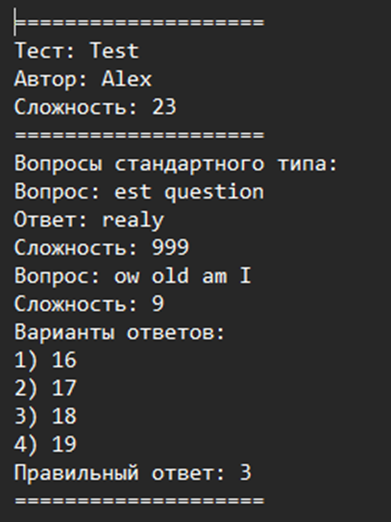 ====================
Тест: Test
Автор: Alex
Сложность: 23
====================
Вопросы стандартного типа:
Вопрос: est question
Ответ: realy
Сложность: 999
Вопрос: ow old am I
Сложность: 9
Варианты ответов:
1) 16
2) 17
3) 18
4) 19
Правильный ответ: 3
====================